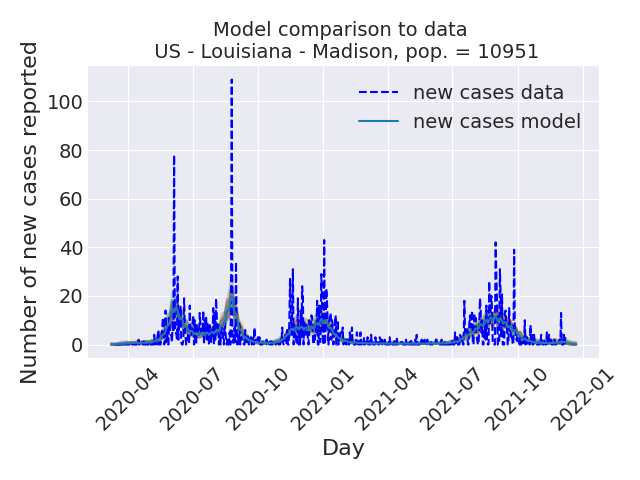 Model comparison to data
US - Louisiana - Madison, pop. = 10951
new cases data
new cases model
Number of new cases reported
100
80
60
40
20
0
2020-04
2020-07
2020-10
2021-01
2021-04
2021-07
2021-10
2022-01
Day